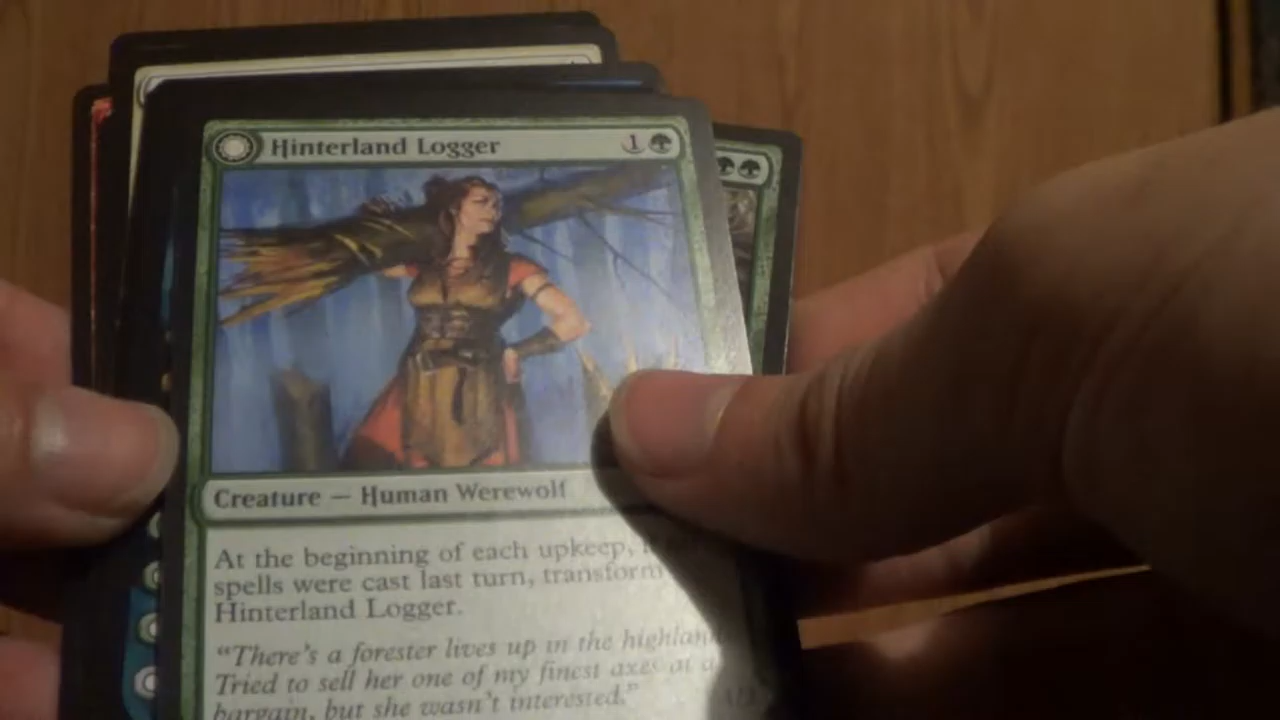 Hinterland Logger 1
Creature — Human Werewolf
At the beginning of each upkeep,
spells were cast last turn, transform
Hinterland Logger.
"There's a forester lives up in the
Tried to sell her one of my finest axes at a
bargain, but she wasn't interested."